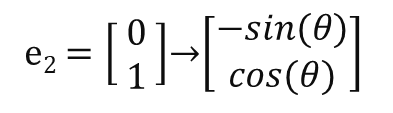 e₂ = [0 1] → [−sin(θ) cos(θ)]